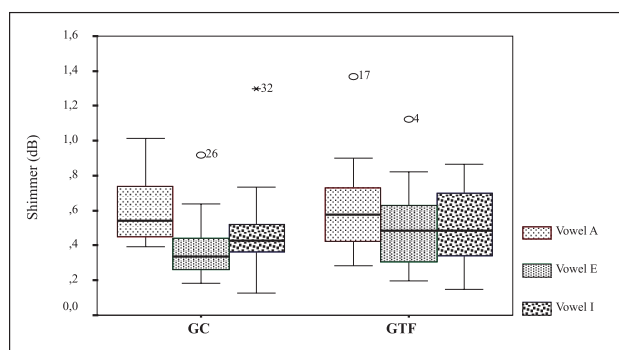 1,6
1,4
1,2
1,0
,8
,6
,4
,2
0,0
Shimmer (dB)
26
32
17
4
GC
GTF
Vowel A
Vowel E
Vowel I